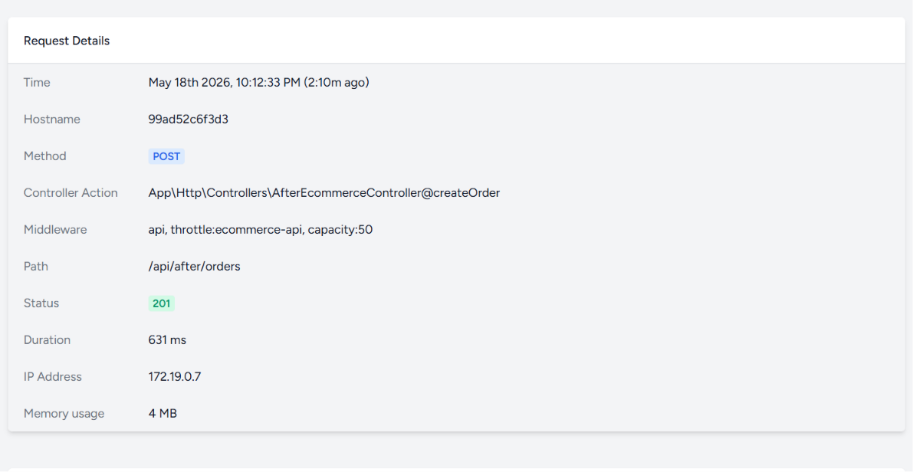 Request Details
Time May 18th 2026, 10:12:33 PM (2:10m ago)
Hostname 99ad52c6f3d3
Method POST
Controller Action App\Http\Controllers\AfterEcommerceController@createOrder
Middleware api, throttle:ecommerce-api, capacity:50
Path /api/after/orders
Status 201
Duration 631 ms
IP Address 172.19.0.7
Memory usage 4 MB